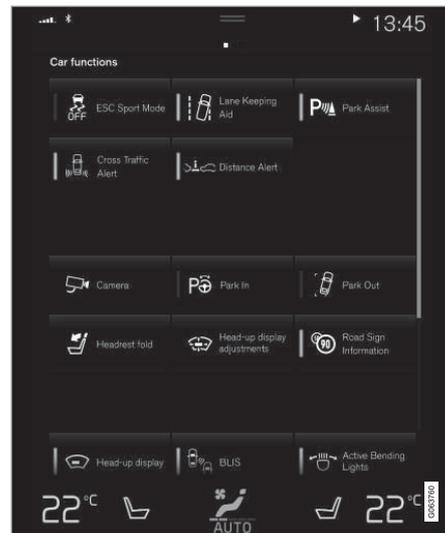 13:45
Car functions
OFF
ESC Sport Mode
Lane Keeping
Aid
P
Park Assist
Cross Traffic
Alert
Distance Alert
Camera
P
Park In
Park Out
Headrest fold
Head-up display
adjustments
90
Road Sign
Information
Head-up display
BLIS
Active Bending
Lights
22°C
AUTO
22°C
G063760